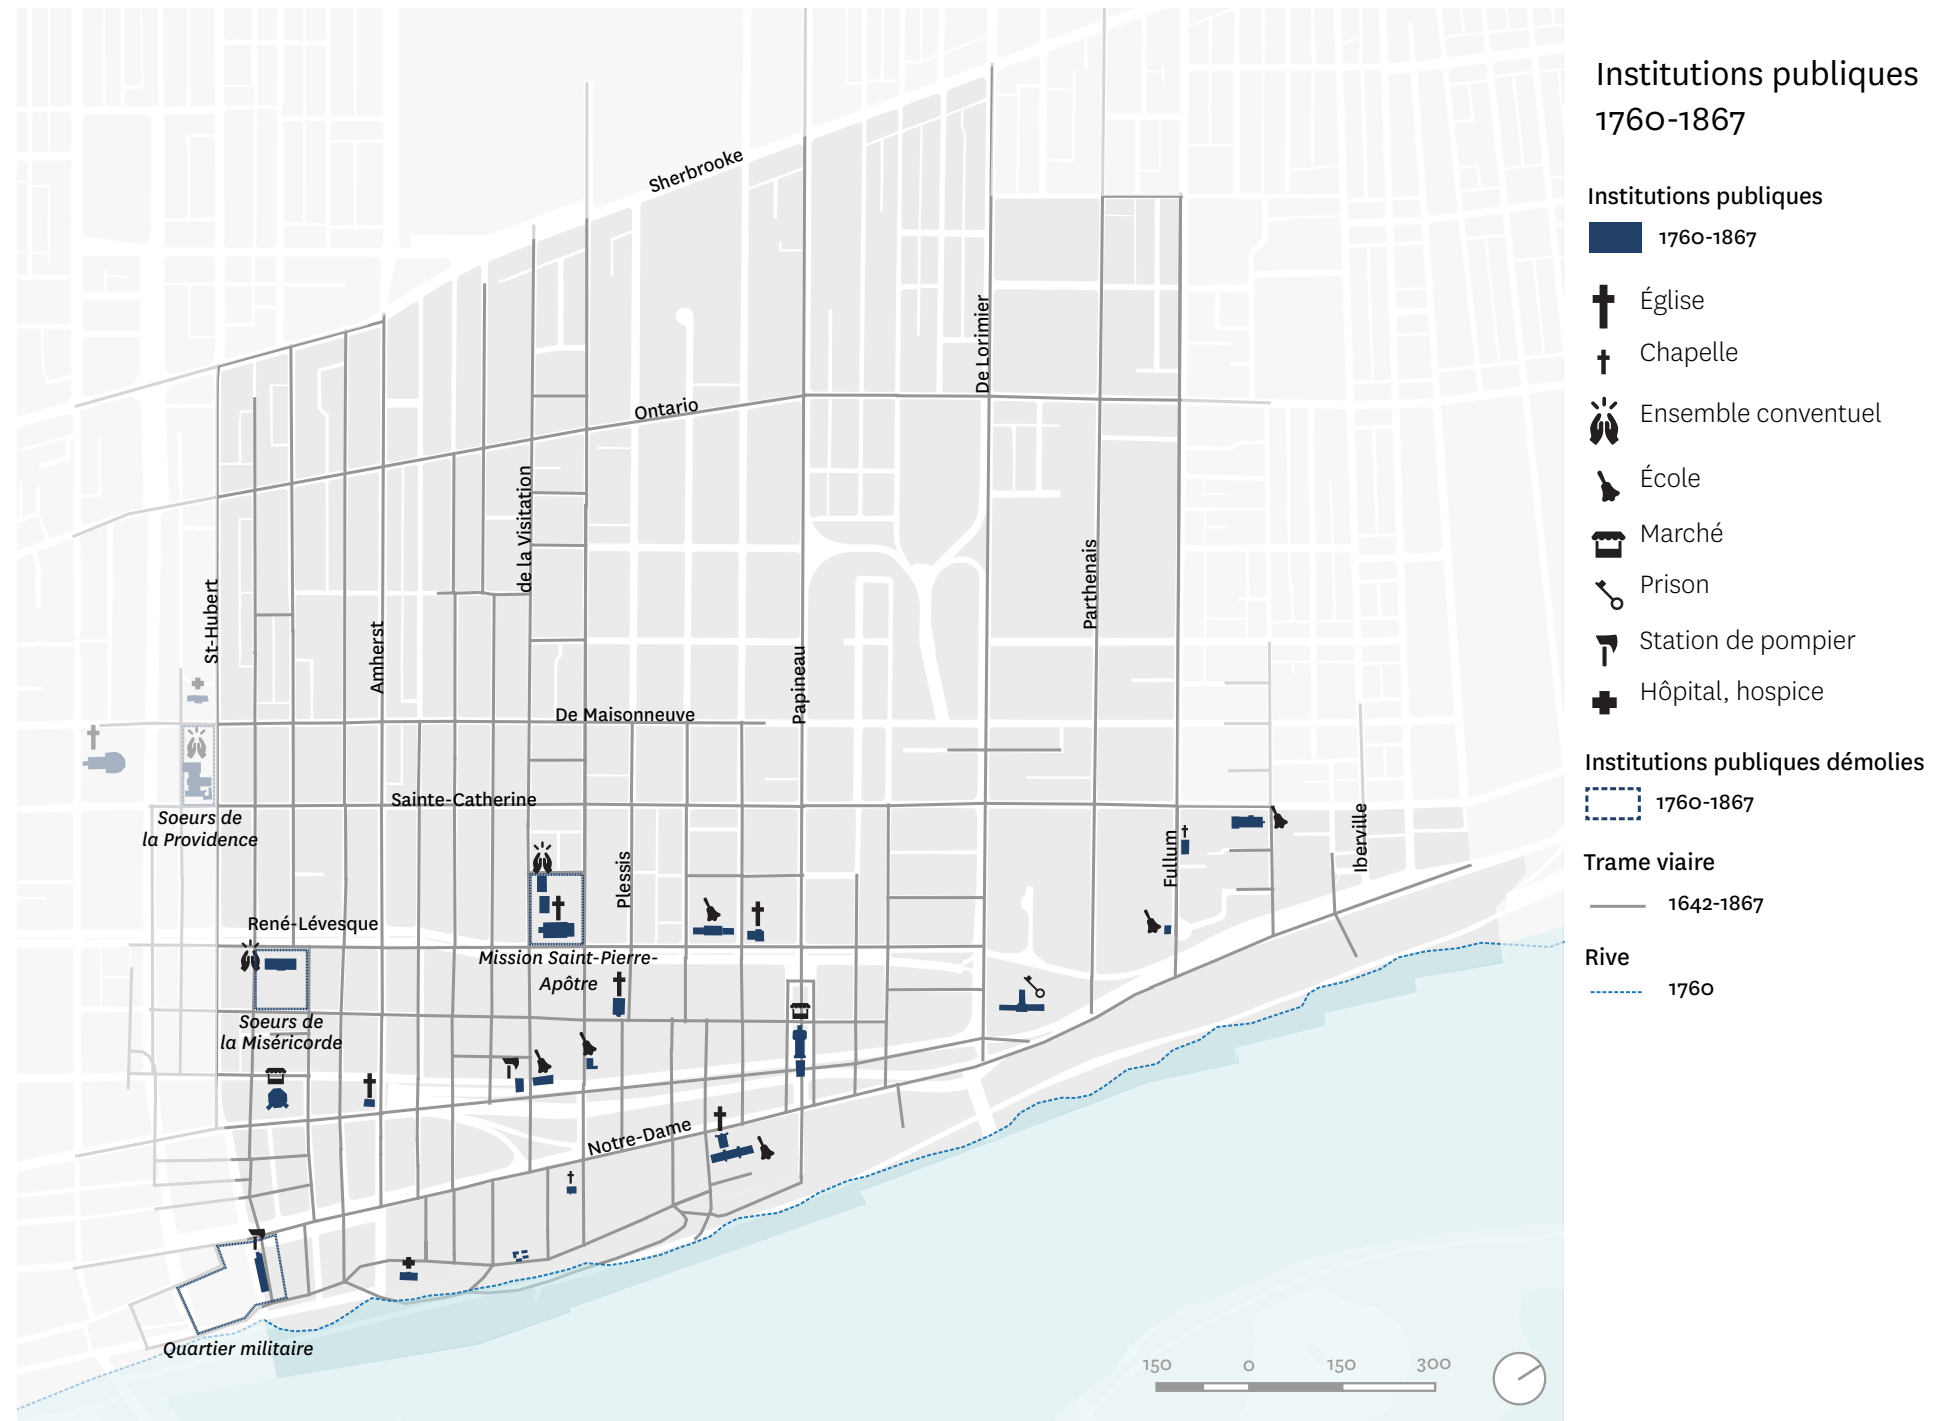 Institutions publiques
1760-1867
Institutions publiques
1760-1867
Église
Chapelle
Ensemble conventuel
École
Marché
Prison
Station de pompier
Hôpital, hospice
Institutions publiques démolies
1760-1867
Trame viaire
1642-1867
Rive
1760
Sherbrooke
Ontario
De Lorimier
de la Visitation
Parthenais
St-Hubert
Amherst
Papineau
De Maisonneuve
Sainte-Catherine
Soeurs de
la Providence
Plessis
Fullum
Iberville
René-Lévesque
Mission Saint-Pierre-
Apôtre
Soeurs de
la Miséricorde
Notre-Dame
Quartier militaire
150 0 150 300